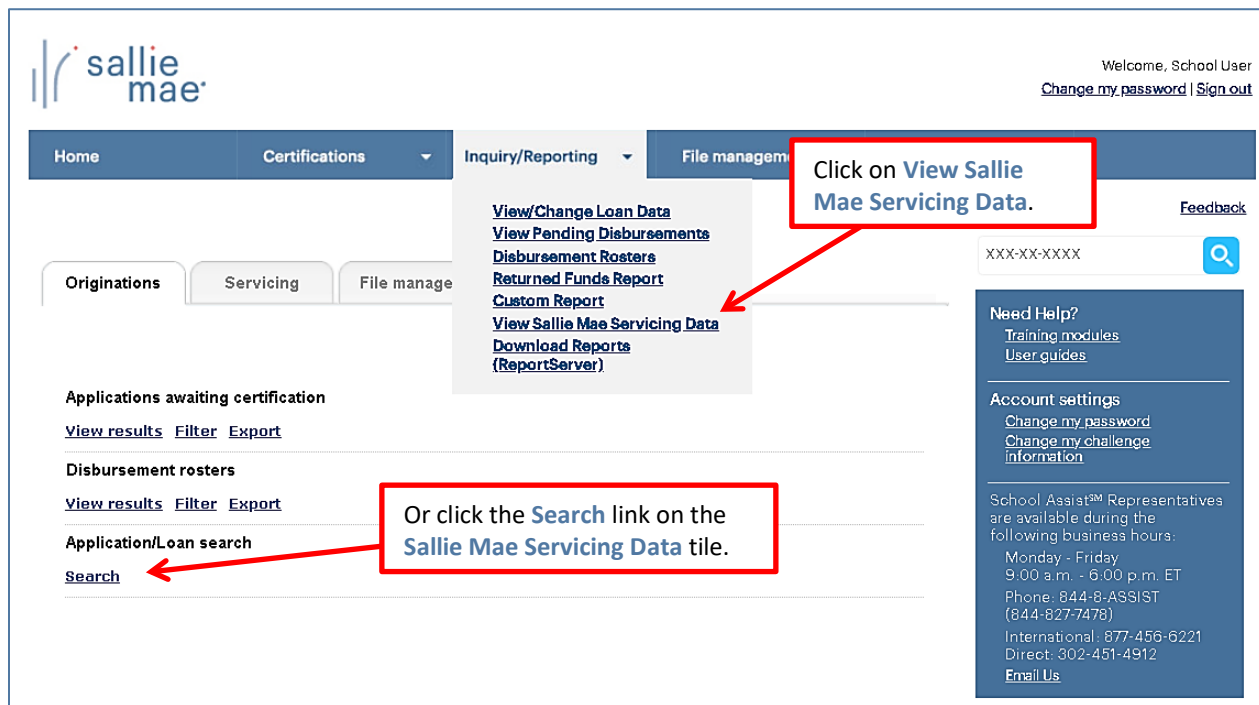 sallie
mae
Welcome, School User
Change my password | Sign out
Home Certifications Inquiry/Reporting File managem
Click on View Sallie
Mae Servicing Data.
View/Change Loan Data
View Pending Disbursements
Disbursement Rosters
Returned Funds Report
Custom Report
View Sallie Mae Servicing Data
Download Reports
(ReportServer)
Feedback
XXX-XX-XXXX
Originations Servicing File manage
Applications awaiting certification
View results Filter Export
Disbursement rosters
View results Filter Export
Application/Loan search
Search
Or click the Search link on the
Sallie Mae Servicing Data tile.
Need Help?
Training modules
User guides
Account settings
Change my password
Change my challenge
information
School Assist℠ Representatives
are available during the
following business hours:
Monday - Friday
9:00 a.m. - 6:00 p.m. ET
Phone: 844-8-ASSIST
(844-827-7478)
International: 877-456-6221
Direct: 302-451-4912
Email Us